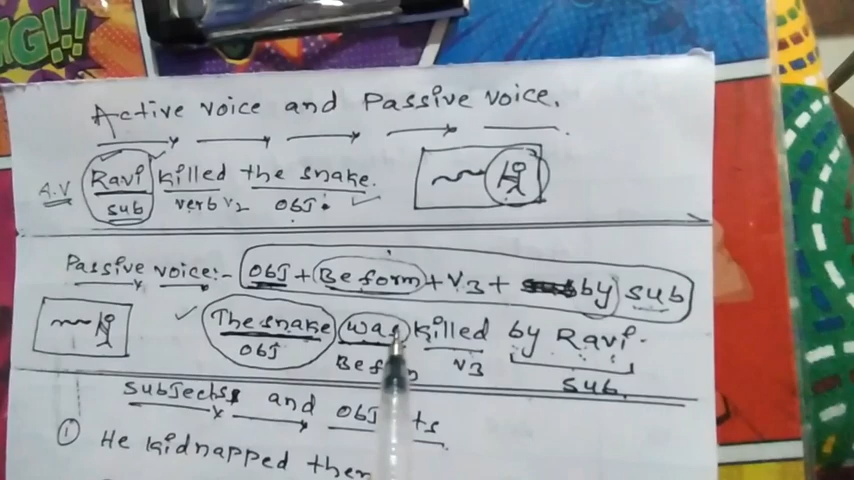 MG!!!
Active voice and Passive voice.
A.V Ravi killed the snake.
sub verb v2 OBJ.
Passive voice:- OBJ + Be form + V3 + by sub
The snake was killed by Ravi.
OBJ Be form v3 sub.
subjects and
① He kidnapped them